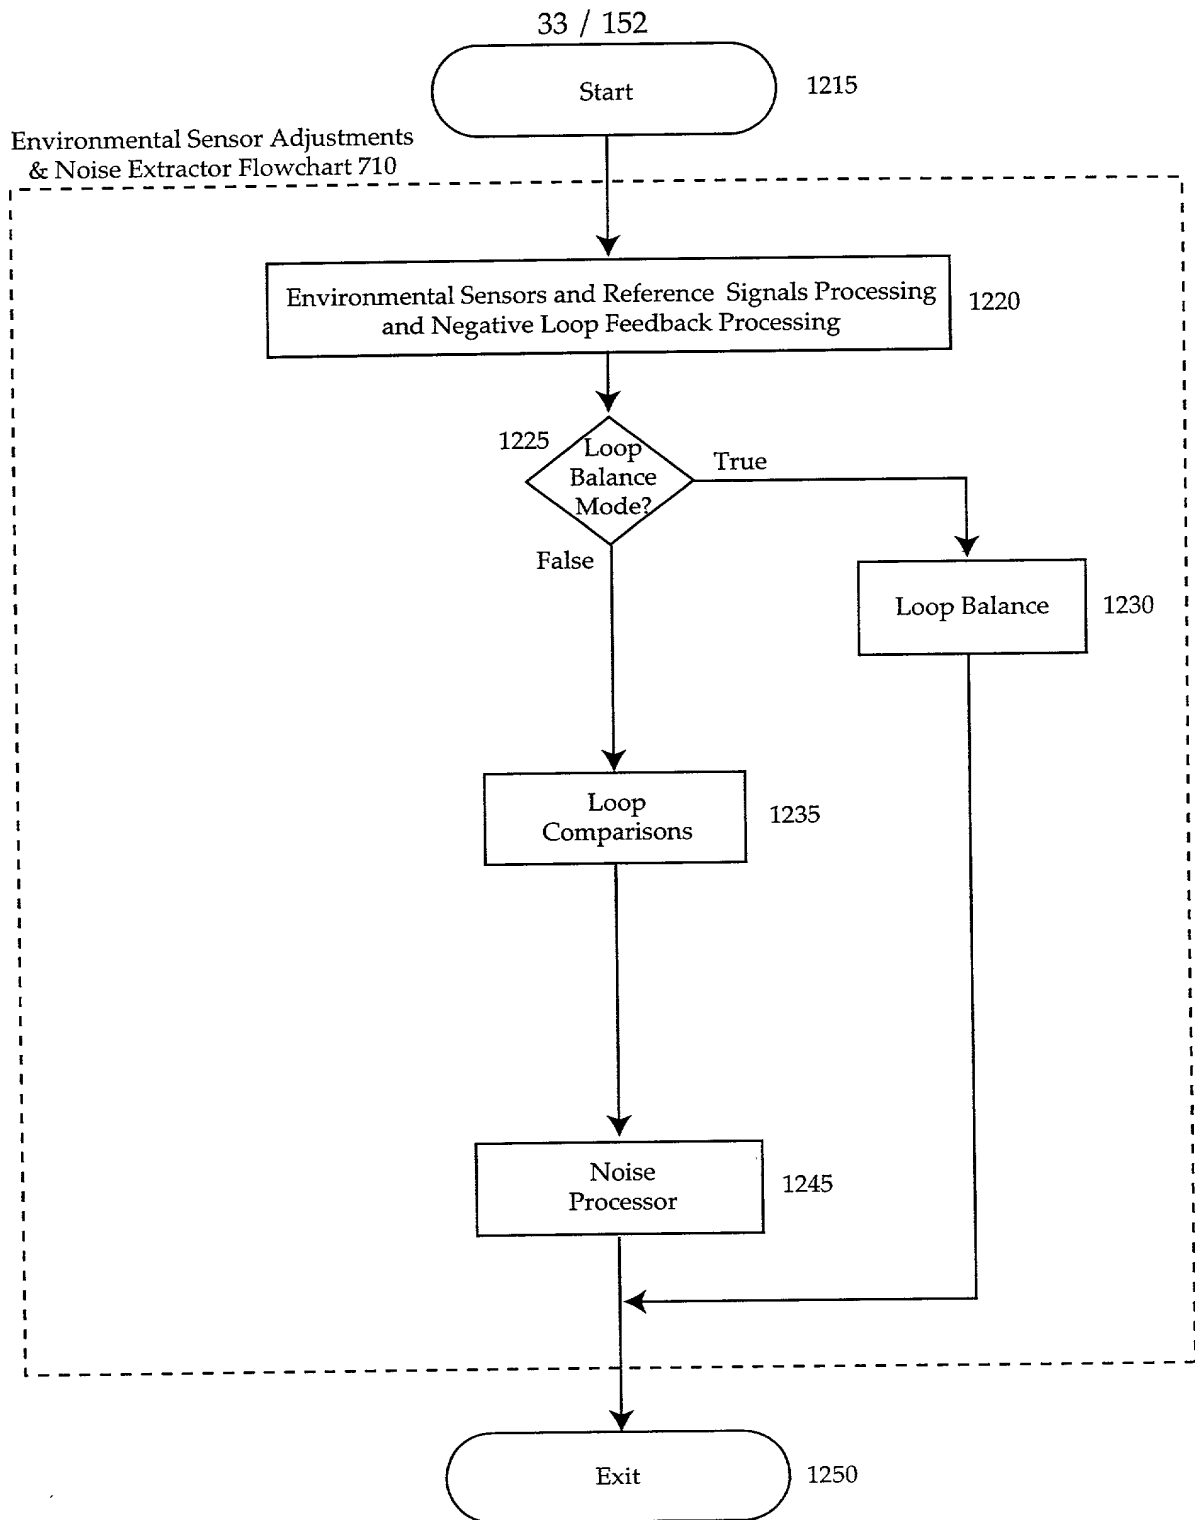 33 / 152
Start
1215
Environmental Sensor Adjustments
& Noise Extractor Flowchart 710
Environmental Sensors and Reference Signals Processing
and Negative Loop Feedback Processing
1220
1225
Loop
Balance
Mode?
True
False
Loop Balance
1230
Loop
Comparisons
1235
Noise
Processor
1245
Exit
1250